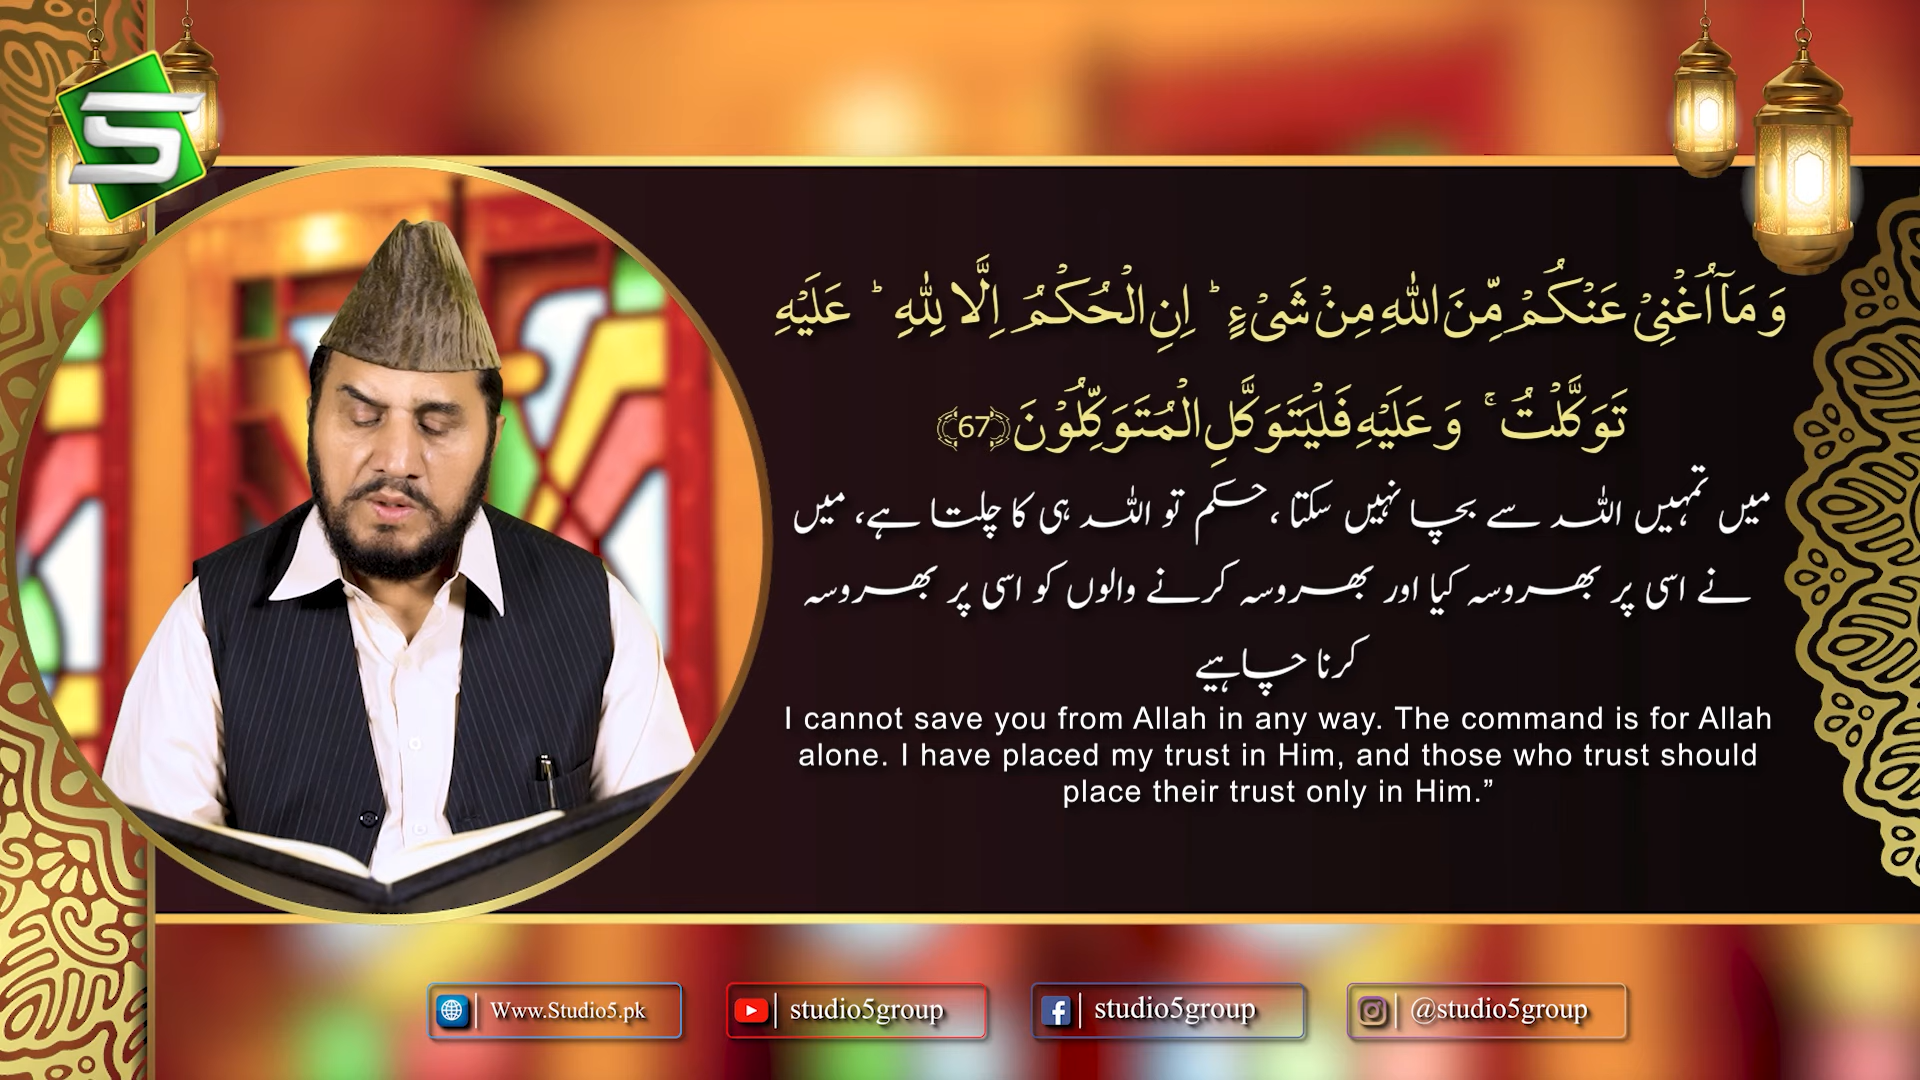 وَ مَاۤ اُغْنِیْ عَنْكُمْ مِّنَ اللّٰهِ مِنْ شَیْءٍ ؕ اِنِ الْحُكْمُ اِلَّا لِلّٰهِ ؕ عَلَیْهِ
تَوَكَّلْتُ ۚ وَ عَلَیْهِ فَلْیَتَوَكَّلِ الْمُتَوَكِّلُوْنَ ﴿67﴾
میں تمہیں اللہ سے بچا نہیں سکتا ، حکم تو اللہ ہی کا چلتا ہے، میں
نے اسی پر بھروسہ کیا اور بھروسہ کرنے والوں کو اسی پر بھروسہ
کرنا چاہیے
I cannot save you from Allah in any way. The command is for Allah
alone. I have placed my trust in Him, and those who trust should
place their trust only in Him.”
Www.Studio5.pk
studio5group
studio5group
@studio5group